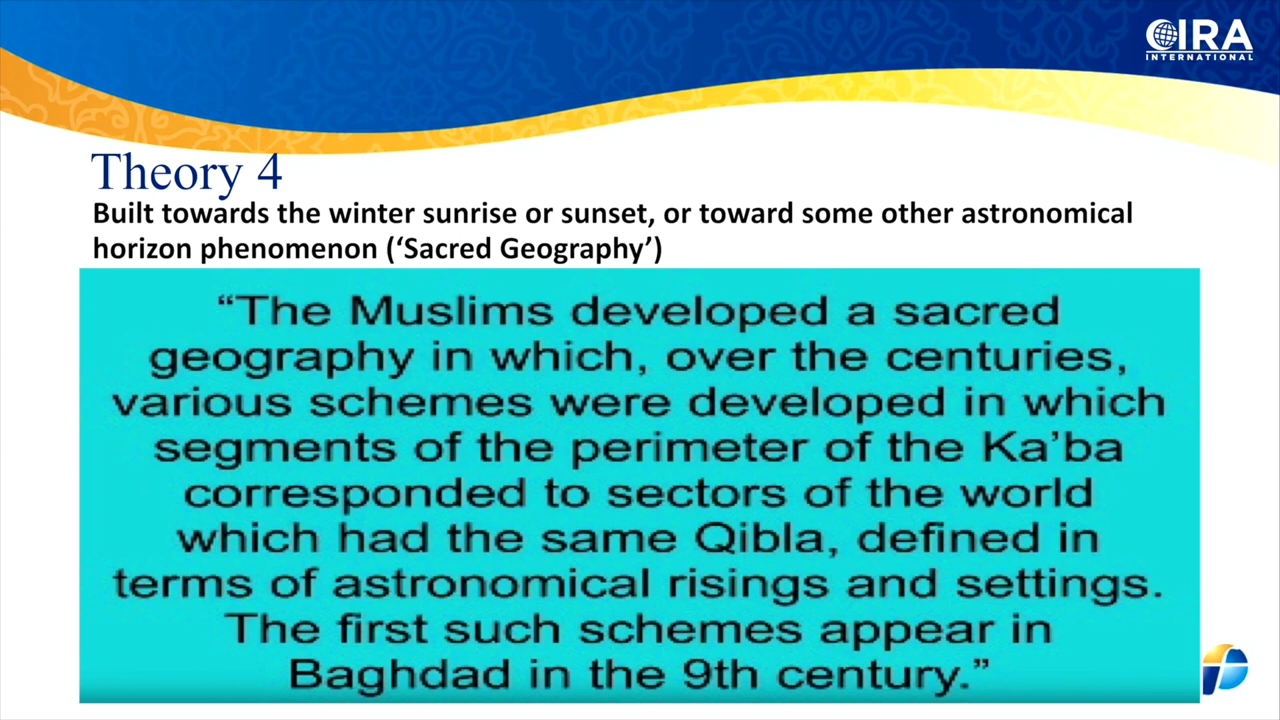 CIRA
INTERNATIONAL
Theory 4
Built towards the winter sunrise or sunset, or toward some other astronomical
horizon phenomenon (‘Sacred Geography’)
“The Muslims developed a sacred
geography in which, over the centuries,
various schemes were developed in which
segments of the perimeter of the Ka’ba
corresponded to sectors of the world
which had the same Qibla, defined in
terms of astronomical risings and settings.
The first such schemes appear in
Baghdad in the 9th century.”